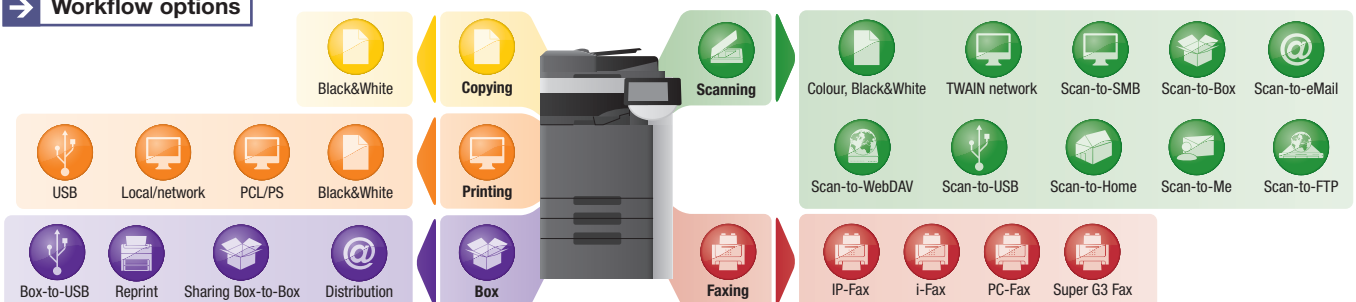 Workflow options
Black&White
Copying
Scanning
Colour, Black&White
TWAIN network
Scan-to-SMB
Scan-to-Box
Scan-to-eMail
USB
Local/network
PCL/PS
Black&White
Printing
Scan-to-WebDAV
Scan-to-USB
Scan-to-Home
Scan-to-Me
Scan-to-FTP
Box-to-USB
Reprint
Sharing Box-to-Box
Distribution
Box
Faxing
IP-Fax
i-Fax
PC-Fax
Super G3 Fax